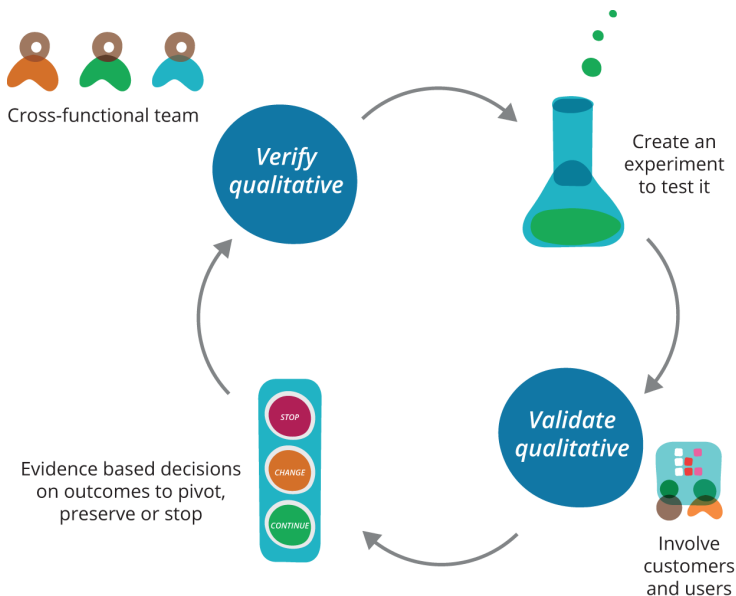 Cross-functional team
Verify
qualitative
Create an
experiment
to test it
Validate
qualitative
Involve
customers
and users
STOP
CHANGE
CONTINUE
Evidence based decisions
on outcomes to pivot,
preserve or stop